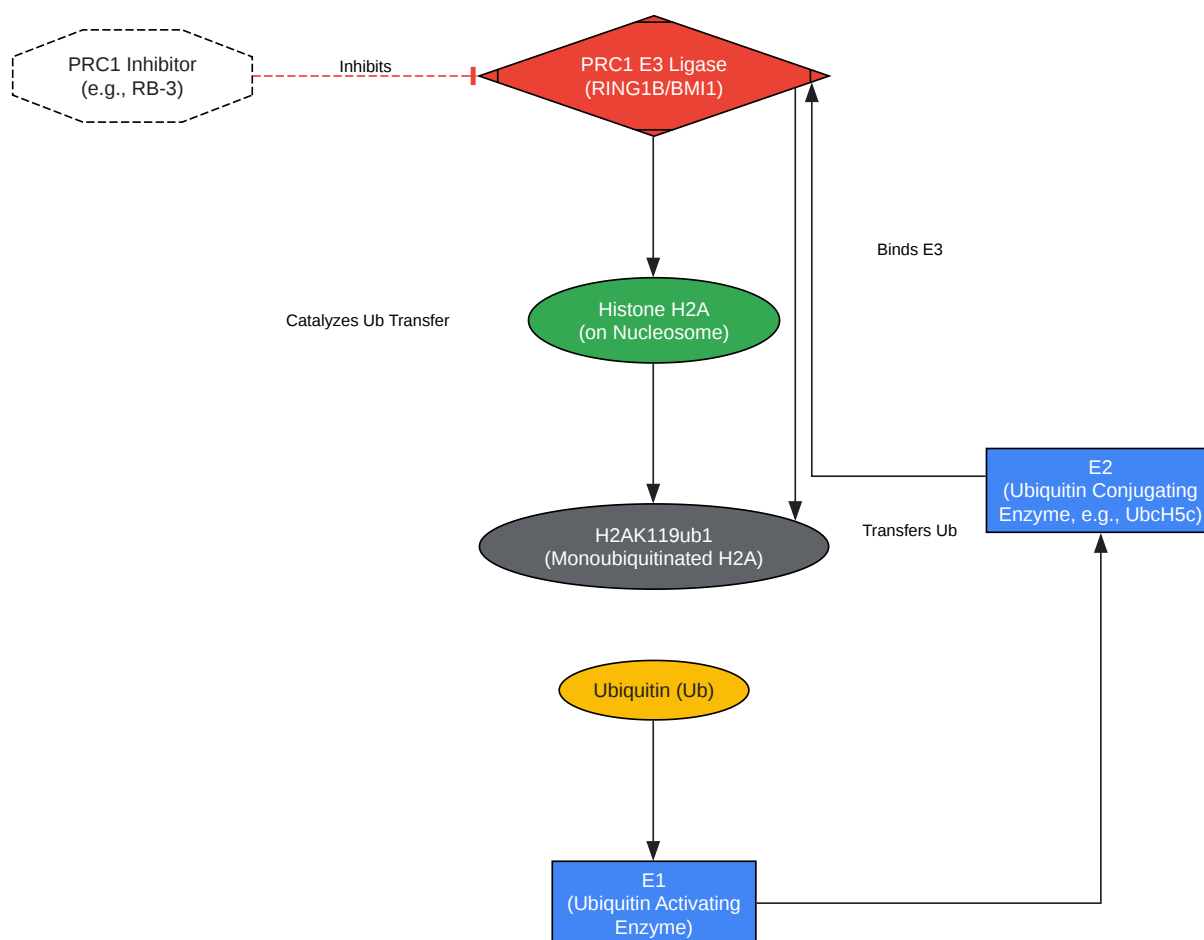 PRC1 Inhibitor
(e.g., RB-3)
Inhibits
PRC1 E3 Ligase
(RING1B/BMI1)
Binds E3
Catalyzes Ub Transfer
Histone H2A
(on Nucleosome)
E2
(Ubiquitin Conjugating
Enzyme, e.g., UbcH5c)
Transfers Ub
H2AK119ub1
(Monoubiquitinated H2A)
Ubiquitin (Ub)
E1
(Ubiquitin Activating
Enzyme)